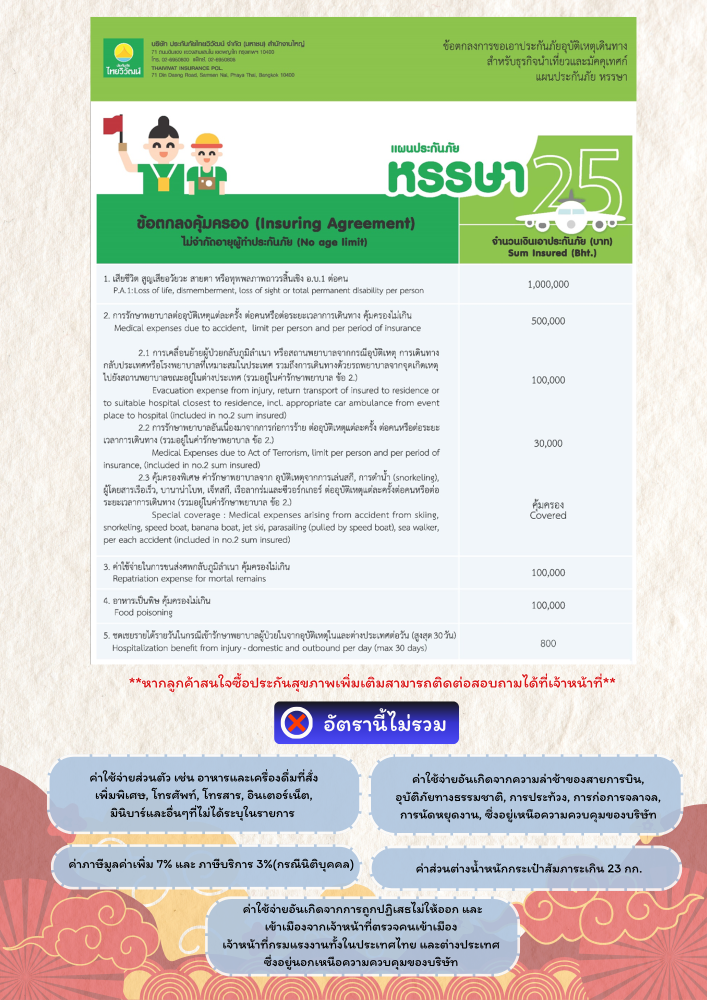 ประกันภัย
ไทยวิวัฒน์
บริษัท ประกันภัยไทยวิวัฒน์ จำกัด (มหาชน) สำนักงานใหญ่
71 ถนนดินแดง แขวงสามเสนใน เขตพญาไท กรุงเทพฯ 10400
โทร. 02-6950800 แฟ็กซ์. 02-6950808
THAIVIVAT INSURANCE PCL.
71 Din Daeng Road, Samsen Nai, Phaya Thai, Bangkok 10400
ข้อตกลงการขอเอาประกันภัยอุบัติเหตุเดินทาง
สำหรับธุรกิจนำเที่ยวและมัคคุเทศก์
แผนประกันภัย หรรษา
แผนประกันภัย
หรรษา 25
ข้อตกลงคุ้มครอง (Insuring Agreement)
ไม่จำกัดอายุผู้ทำประกันภัย (No age limit)
จำนวนเงินเอาประกันภัย (บาท)
Sum Insured (Bht.)
1. เสียชีวิต สูญเสียอวัยวะ สายตา หรือทุพพลภาพถาวรสิ้นเชิง อ.บ.1 ต่อคน
P.A.1:Loss of life, dismemberment, loss of sight or total permanent disability per person
1,000,000
2. การรักษาพยาบาลต่ออุบัติเหตุแต่ละครั้ง ต่อคนหรือต่อระยะเวลาการเดินทาง คุ้มครองไม่เกิน
Medical expenses due to accident, limit per person and per period of insurance
500,000
2.1 การเคลื่อนย้ายผู้ป่วยกลับภูมิลำเนา หรือสถานพยาบาลจากกรณีอุบัติเหตุ การเดินทาง
กลับประเทศหรือโรงพยาบาลที่เหมาะสมในประเทศ รวมถึงการเดินทางด้วยรถพยาบาลจากจุดเกิดเหตุ
ไปยังสถานพยาบาลขณะอยู่ในต่างประเทศ (รวมอยู่ในค่ารักษาพยาบาล ข้อ 2.)
Evacuation expense from injury, return transport of insured to residence or
to suitable hospital closest to residence, incl. appropriate car ambulance from event
place to hospital (included in no.2 sum insured)
100,000
2.2 การรักษาพยาบาลอันเนื่องมาจากการก่อการร้าย ต่ออุบัติเหตุแต่ละครั้ง ต่อคนหรือต่อระยะ
เวลาการเดินทาง (รวมอยู่ในค่ารักษาพยาบาล ข้อ 2.)
Medical Expenses due to Act of Terrorism, limit per person and per period of
insurance, (included in no.2 sum insured)
30,000
2.3 คุ้มครองพิเศษ ค่ารักษาพยาบาลจาก อุบัติเหตุจากการเล่นสกี, การดำน้ำ (snorkeling),
ผู้โดยสารเรือเร็ว, บานาน่าโบท, เจ็ทสกี, เรือลากร่มและซีวอร์กเกอร์ ต่ออุบัติเหตุแต่ละครั้งต่อคนหรือต่อ
ระยะเวลาการเดินทาง (รวมอยู่ในค่ารักษาพยาบาล ข้อ 2.)
Special coverage : Medical expenses arising from accident from skiing,
snorkeling, speed boat, banana boat, jet ski, parasailing (pulled by speed boat), sea walker,
per each accident (included in no.2 sum insured)
คุ้มครอง
Covered
3. ค่าใช้จ่ายในการขนส่งศพกลับภูมิลำเนา คุ้มครองไม่เกิน
Repatriation expense for mortal remains
100,000
4. อาหารเป็นพิษ คุ้มครองไม่เกิน
Food poisoning
100,000
5. ชดเชยรายได้รายวันในกรณีเข้ารักษาพยาบาลผู้ป่วยในจากอุบัติเหตุในและต่างประเทศต่อวัน (สูงสุด 30 วัน)
Hospitalization benefit from injury - domestic and outbound per day (max 30 days)
800
**หากลูกค้าสนใจซื้อประกันสุขภาพเพิ่มเติมสามารถติดต่อสอบถามได้ที่เจ้าหน้าที่**
อัตรานี้ไม่รวม
ค่าใช้จ่ายส่วนตัว เช่น อาหารและเครื่องดื่มที่สั่ง
เพิ่มพิเศษ, โทรศัพท์, โทรสาร, อินเตอร์เน็ต,
มินิบาร์และอื่นๆที่ไม่ได้ระบุในรายการ
ค่าใช้จ่ายอันเกิดจากความล่าช้าของสายการบิน,
อุบัติภัยทางธรรมชาติ, การประท้วง, การก่อการจลาจล,
การนัดหยุดงาน, ซึ่งอยู่เหนือความควบคุมของบริษัท
ค่าภาษีมูลค่าเพิ่ม 7% และ ภาษีบริการ 3%(กรณีนิติบุคคล)
ค่าส่วนต่างน้ำหนักกระเป๋าสัมภาระเกิน 23 กก.
ค่าใช้จ่ายอันเกิดจากการถูกปฏิเสธไม่ให้ออก และ
เข้าเมืองจากเจ้าหน้าที่ตรวจคนเข้าเมือง
เจ้าหน้าที่กรมแรงงานทั้งในประเทศไทย และต่างประเทศ
ซึ่งอยู่นอกเหนือความควบคุมของบริษัท